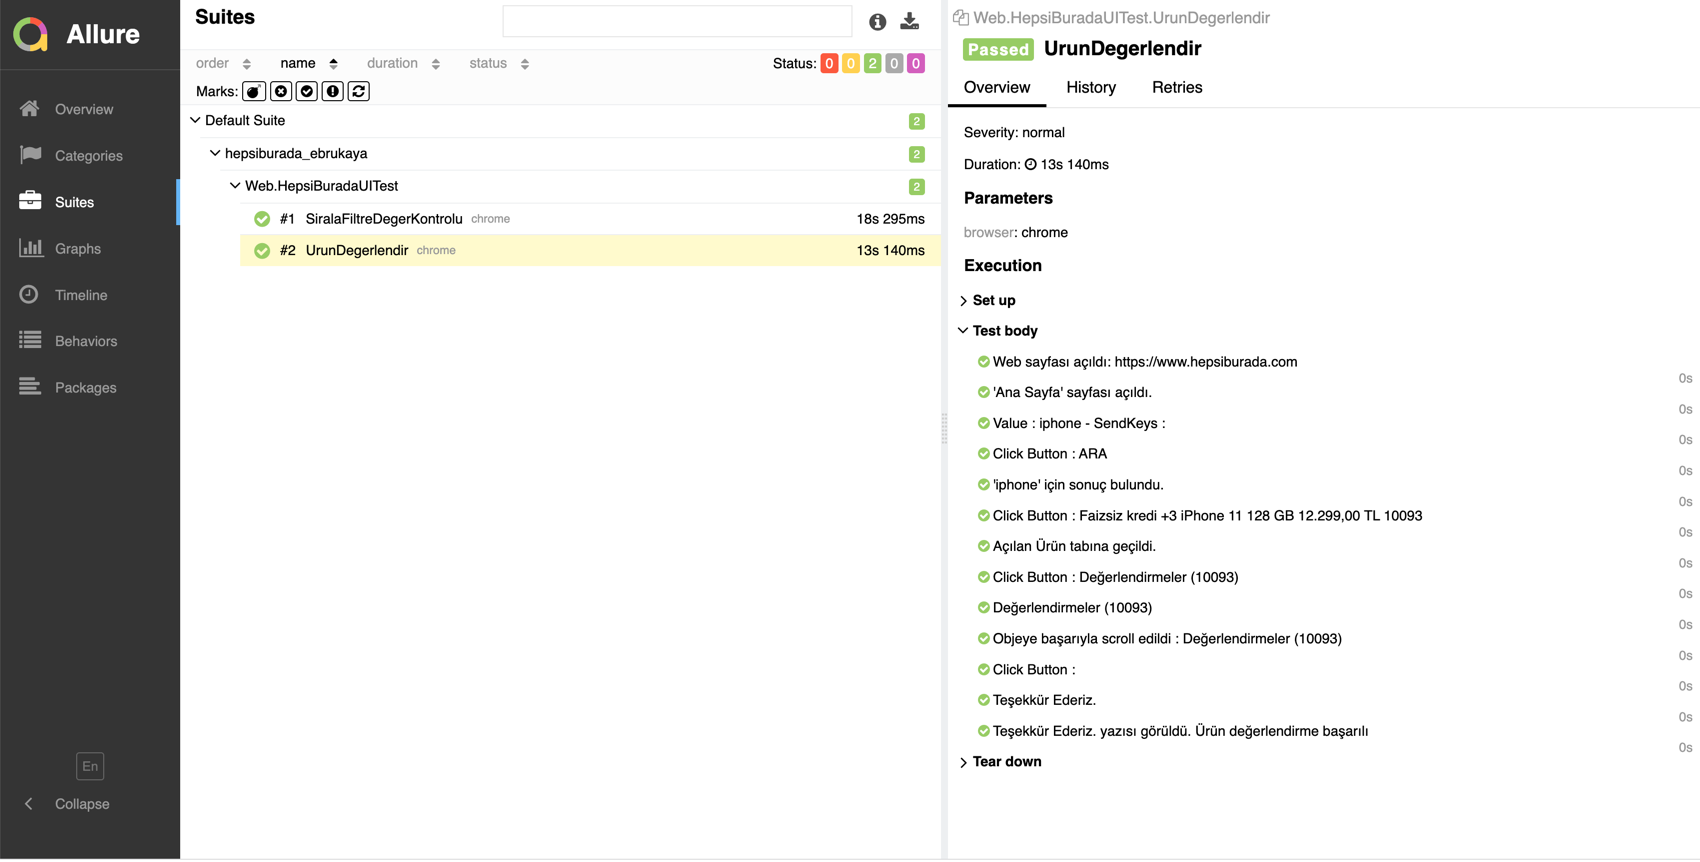 Allure
Overview
Categories
Suites
Graphs
Timeline
Behaviors
Packages
En
Collapse
Suites
order name duration status
Status: 0 0 2 0 0
Marks:
Default Suite 2
hepsiburada_ebrukaya 2
Web.HepsiBuradaUITest 2
#1 SiralaFiltreDegerKontrolu chrome 18s 295ms
#2 UrunDegerlendir chrome 13s 140ms
Web.HepsiBuradaUITest.UrunDegerlendir
Passed UrunDegerlendir
Overview History Retries
Severity: normal
Duration: 13s 140ms
Parameters
browser: chrome
Execution
Set up
Test body
Web sayfası açıldı: https://www.hepsiburada.com
0s
'Ana Sayfa' sayfası açıldı.
0s
Value : iphone - SendKeys :
0s
Click Button : ARA
0s
'iphone' için sonuç bulundu.
0s
Click Button : Faizsiz kredi +3 iPhone 11 128 GB 12.299,00 TL 10093
0s
Açılan Ürün tabına geçildi.
0s
Click Button : Değerlendirmeler (10093)
0s
Değerlendirmeler (10093)
0s
Objeye başarıyla scroll edildi : Değerlendirmeler (10093)
0s
Click Button :
0s
Teşekkür Ederiz.
0s
Teşekkür Ederiz. yazısı görüldü. Ürün değerlendirme başarılı
0s
Tear down